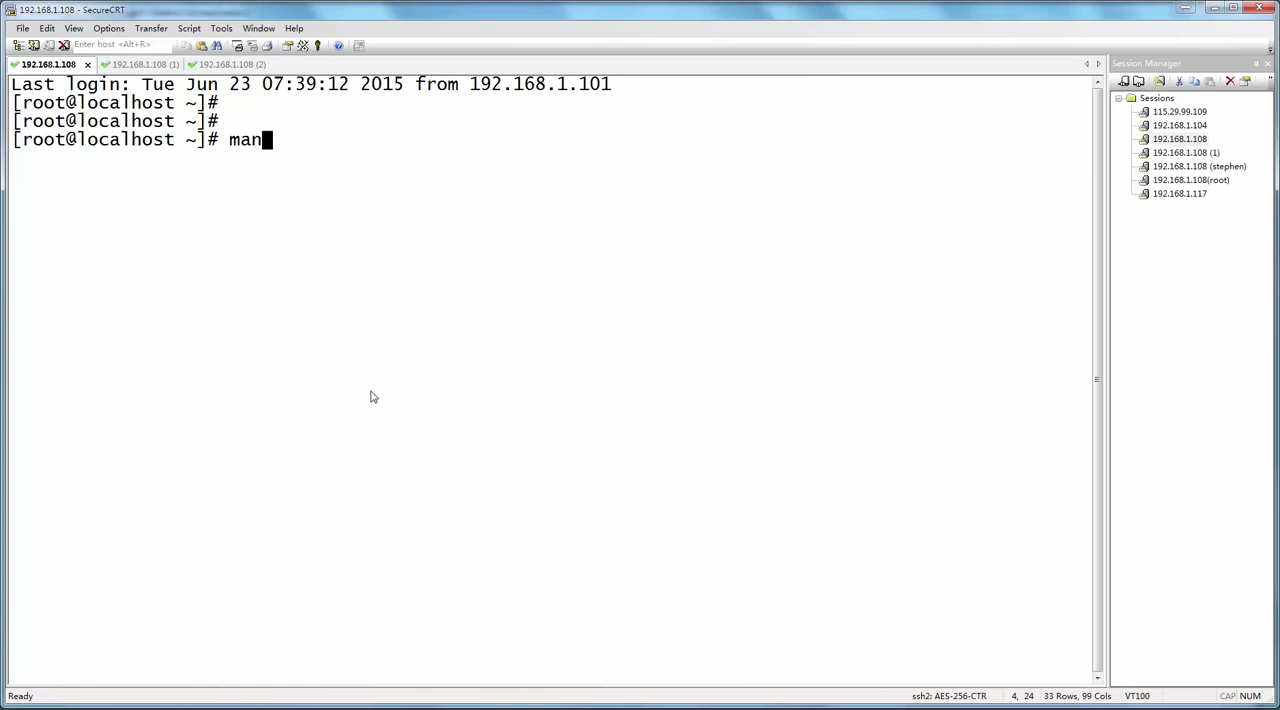 192.168.1.108 - SecureCRT
File Edit View Options Transfer Script Tools Window Help
Enter host <Alt+R>
192.168.1.108 192.168.1.108 (1) 192.168.1.108 (2)
Last login: Tue Jun 23 07:39:12 2015 from 192.168.1.101
[root@localhost ~]#
[root@localhost ~]#
[root@localhost ~]# man
Session Manager
Sessions
115.29.99.109
192.168.1.104
192.168.1.108
192.168.1.108 (1)
192.168.1.108 (stephen)
192.168.1.108(root)
192.168.1.117
Ready ssh2: AES-256-CTR 4, 24 33 Rows, 99 Cols VT100 CAP NUM